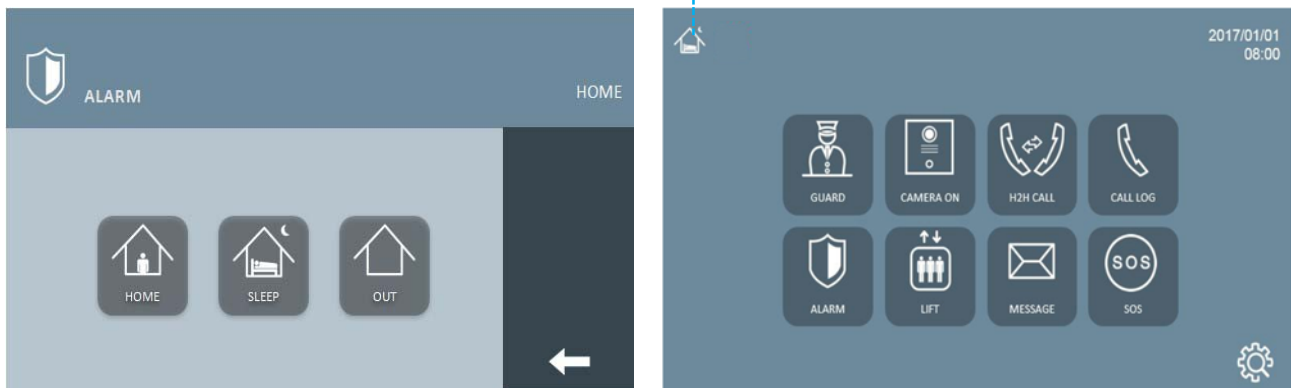 ALARM
HOME
HOME SLEEP OUT
2017/01/01
08:00
GUARD CAMERA ON H2H CALL CALL LOG
SOS
ALARM LIFT MESSAGE SOS